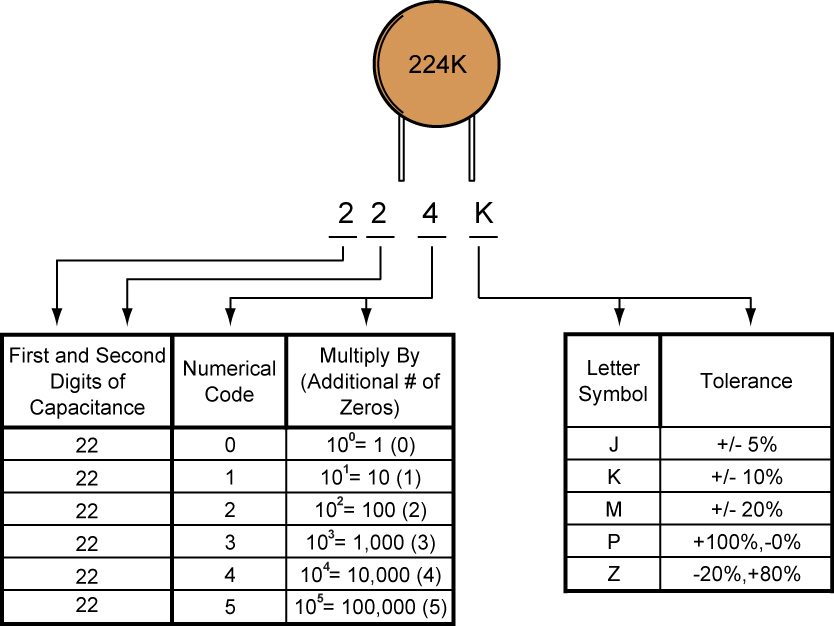 224K
2 2 4 K
First and Second
Digits of
Capacitance
Numerical
Code
Multiply By
(Additional # of
Zeros)
22 0 10⁰= 1 (0)
22 1 10¹= 10 (1)
22 2 10²= 100 (2)
22 3 10³= 1,000 (3)
22 4 10⁴= 10,000 (4)
22 5 10⁵= 100,000 (5)
Letter
Symbol
Tolerance
J +/- 5%
K +/- 10%
M +/- 20%
P +100%,-0%
Z -20%,+80%